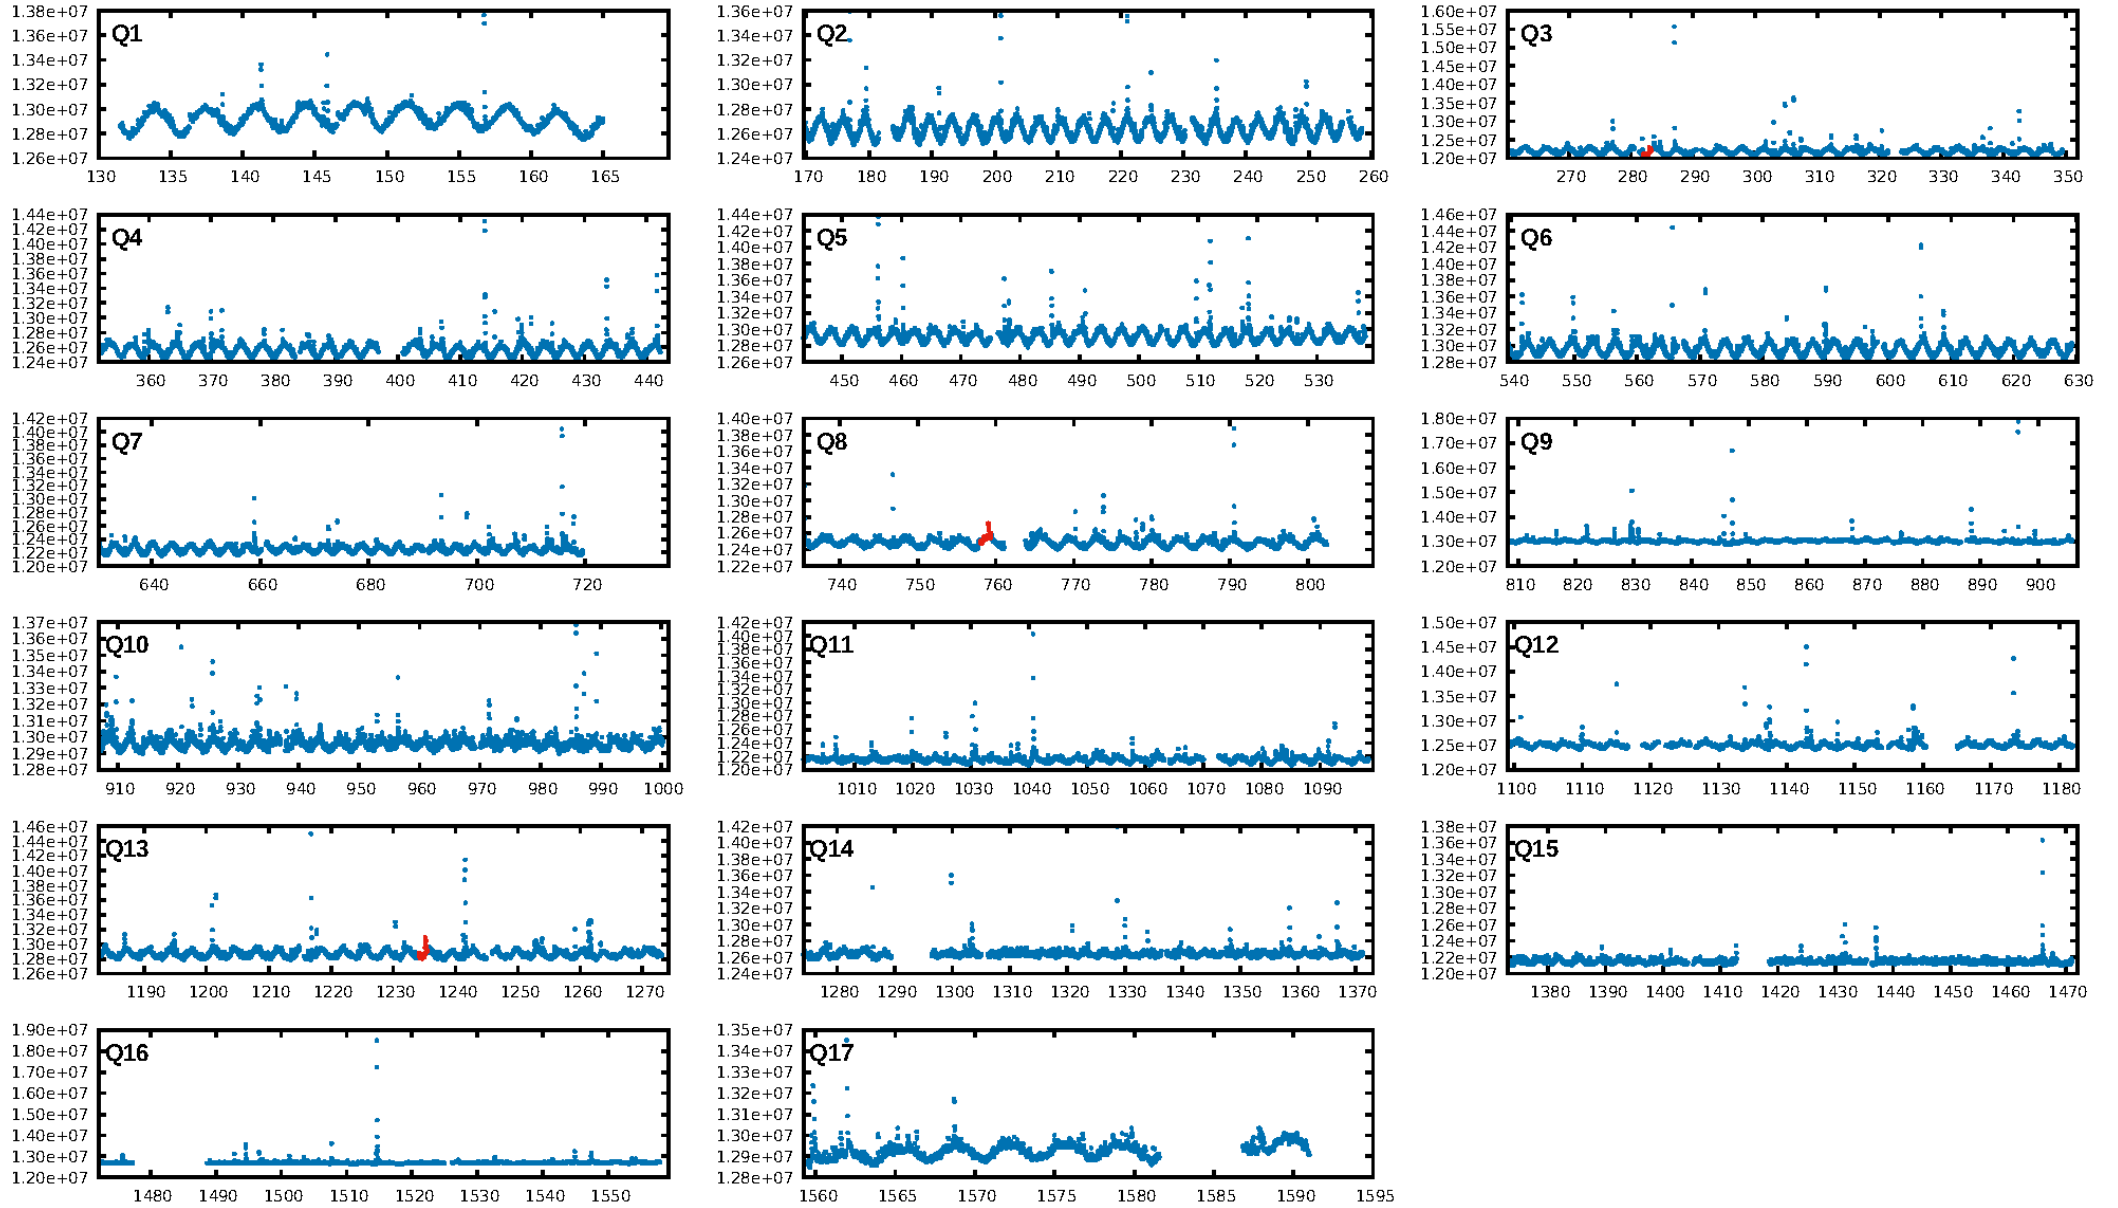 1.38e+07 1.36e+07 1.34e+07 1.32e+07 1.30e+07 1.28e+07 1.26e+07
Q1
130 135 140 145 150 155 160 165
1.36e+07 1.34e+07 1.32e+07 1.30e+07 1.28e+07 1.26e+07 1.24e+07
Q2
170 180 190 200 210 220 230 240 250 260
1.60e+07 1.55e+07 1.50e+07 1.45e+07 1.40e+07 1.35e+07 1.30e+07 1.25e+07 1.20e+07
Q3
270 280 290 300 310 320 330 340 350
1.44e+07 1.42e+07 1.40e+07 1.38e+07 1.36e+07 1.34e+07 1.32e+07 1.30e+07 1.28e+07 1.26e+07 1.24e+07
Q4
360 370 380 390 400 410 420 430 440
1.44e+07 1.42e+07 1.40e+07 1.38e+07 1.36e+07 1.34e+07 1.32e+07 1.30e+07 1.28e+07 1.26e+07
Q5
450 460 470 480 490 500 510 520 530
1.46e+07 1.44e+07 1.42e+07 1.40e+07 1.38e+07 1.36e+07 1.34e+07 1.32e+07 1.30e+07 1.28e+07
Q6
540 550 560 570 580 590 600 610 620 630
1.42e+07 1.40e+07 1.38e+07 1.36e+07 1.34e+07 1.32e+07 1.30e+07 1.28e+07 1.26e+07 1.24e+07 1.22e+07 1.20e+07
Q7
640 660 680 700 720
1.40e+07 1.38e+07 1.36e+07 1.34e+07 1.32e+07 1.30e+07 1.28e+07 1.26e+07 1.24e+07 1.22e+07
Q8
740 750 760 770 780 790 800
1.80e+07 1.70e+07 1.60e+07 1.50e+07 1.40e+07 1.30e+07 1.20e+07
Q9
810 820 830 840 850 860 870 880 890 900
1.37e+07 1.36e+07 1.35e+07 1.34e+07 1.33e+07 1.32e+07 1.31e+07 1.30e+07 1.29e+07 1.28e+07
Q10
910 920 930 940 950 960 970 980 990 1000
1.42e+07 1.40e+07 1.38e+07 1.36e+07 1.34e+07 1.32e+07 1.30e+07 1.28e+07 1.26e+07 1.24e+07 1.22e+07 1.20e+07
Q11
1010 1020 1030 1040 1050 1060 1070 1080 1090
1.50e+07 1.45e+07 1.40e+07 1.35e+07 1.30e+07 1.25e+07 1.20e+07
Q12
1100 1110 1120 1130 1140 1150 1160 1170 1180
1.46e+07 1.44e+07 1.42e+07 1.40e+07 1.38e+07 1.36e+07 1.34e+07 1.32e+07 1.30e+07 1.28e+07 1.26e+07
Q13
1190 1200 1210 1220 1230 1240 1250 1260 1270
1.42e+07 1.40e+07 1.38e+07 1.36e+07 1.34e+07 1.32e+07 1.30e+07 1.28e+07 1.26e+07 1.24e+07
Q14
1280 1290 1300 1310 1320 1330 1340 1350 1360 1370
1.38e+07 1.36e+07 1.34e+07 1.32e+07 1.30e+07 1.28e+07 1.26e+07 1.24e+07 1.22e+07 1.20e+07
Q15
1380 1390 1400 1410 1420 1430 1440 1450 1460 1470
1.90e+07 1.80e+07 1.70e+07 1.60e+07 1.50e+07 1.40e+07 1.30e+07 1.20e+07
Q16
1480 1490 1500 1510 1520 1530 1540 1550
1.35e+07 1.34e+07 1.33e+07 1.32e+07 1.31e+07 1.30e+07 1.29e+07 1.28e+07
Q17
1560 1565 1570 1575 1580 1585 1590 1595